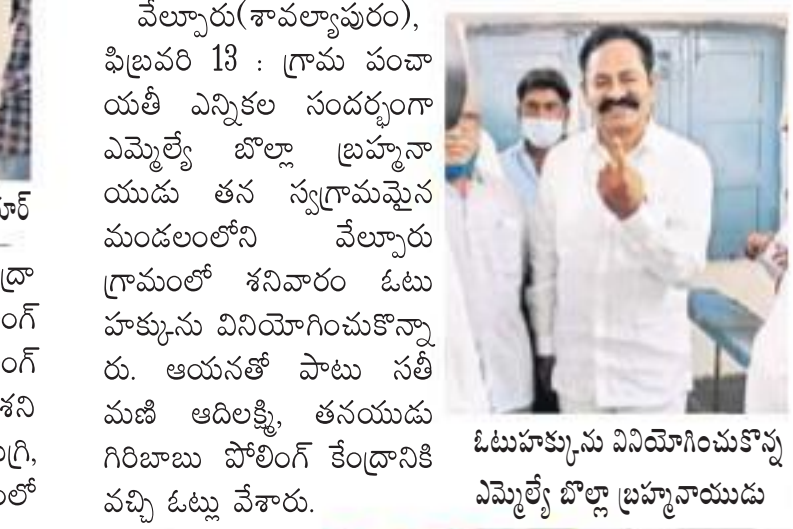 వేల్పూరు(శావల్యాపురం),
ఫిబ్రవరి 13 : గ్రామ పంచా
యతీ ఎన్నికల సందర్భంగా
ఎమ్మెల్యే బొల్లా బ్రహ్మనా
యుడు తన స్వగ్రామమైన
మండలంలోని వేల్పూరు
గ్రామంలో శనివారం ఓటు
హక్కును వినియోగించుకొన్నా
రు. ఆయనతో పాటు సతీ
మణి ఆదిలక్ష్మి, తనయుడు
గిరిబాబు పోలింగ్ కేంద్రానికి
వచ్చి ఓట్లు వేశారు.
ఓటుహక్కును వినియోగించుకొన్న
ఎమ్మెల్యే బొల్లా బ్రహ్మనాయుడు